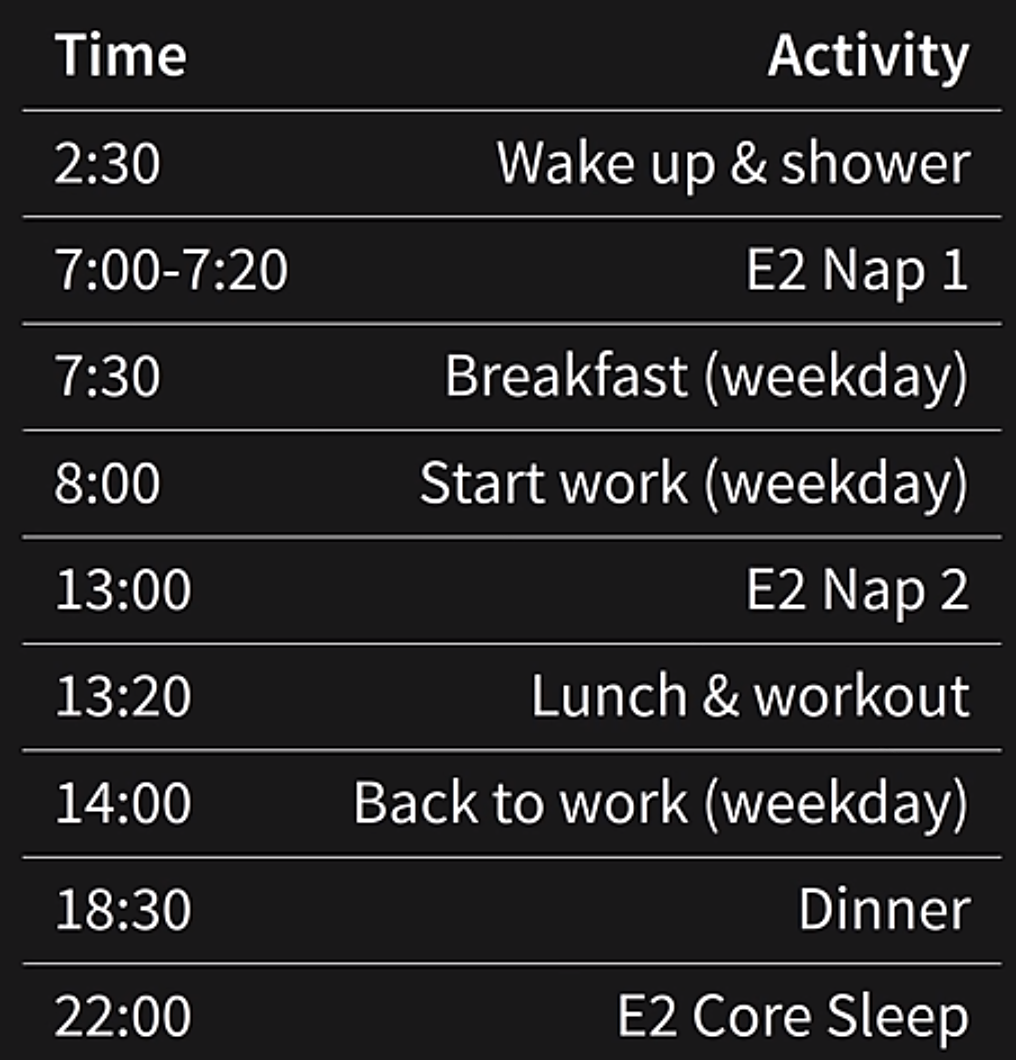 Time Activity
2:30 Wake up & shower
7:00-7:20 E2 Nap 1
7:30 Breakfast (weekday)
8:00 Start work (weekday)
13:00 E2 Nap 2
13:20 Lunch & workout
14:00 Back to work (weekday)
18:30 Dinner
22:00 E2 Core Sleep